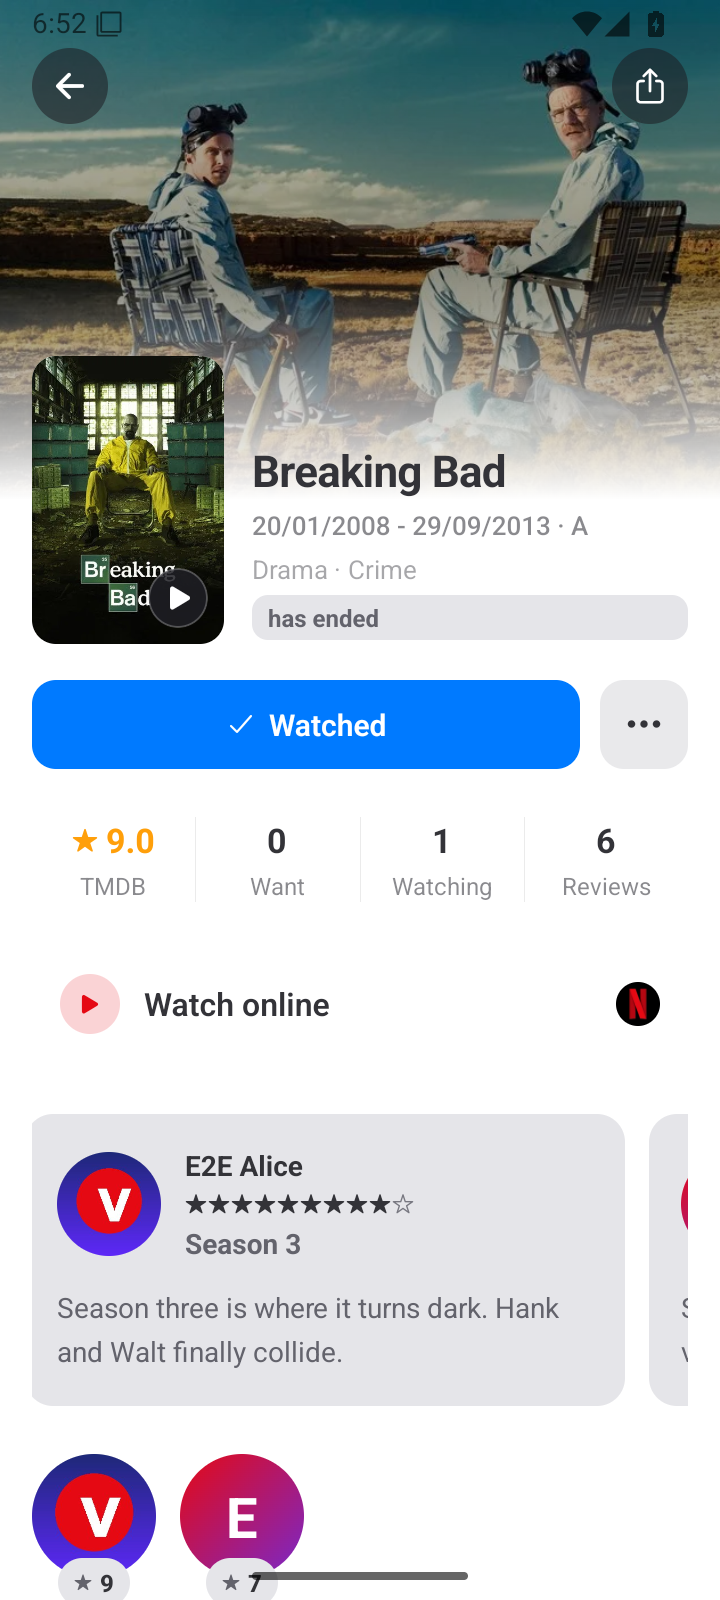 6:52
Breaking Bad
20/01/2008 - 29/09/2013 · A
Drama · Crime
has ended
Breaking
Bad
Watched
9.0
0
1
6
TMDB
Want
Watching
Reviews
Watch online
N
E2E Alice
★★★★★★★★★☆
Season 3
Season three is where it turns dark. Hank
and Walt finally collide.
V
E
★ 9
★ 7